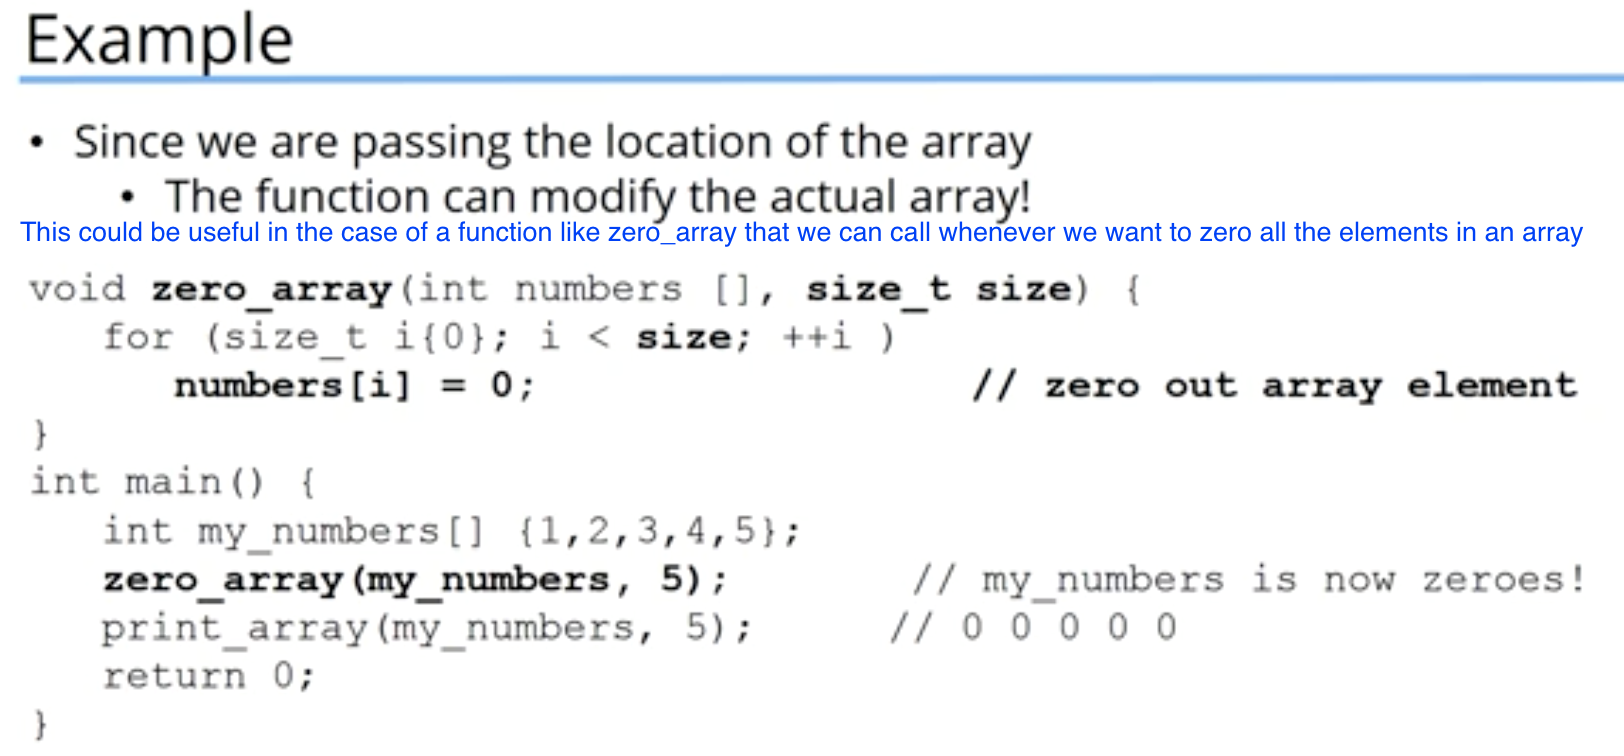 Example
• Since we are passing the location of the array
• The function can modify the actual array!
This could be useful in the case of a function like zero_array that we can call whenever we want to zero all the elements in an array
void zero_array(int numbers [], size_t size) {
for (size_t i{0}; i < size; ++i )
numbers[i] = 0; // zero out array element
}
int main() {
int my_numbers[] {1,2,3,4,5};
zero_array(my_numbers, 5); // my_numbers is now zeroes!
print_array(my_numbers, 5); // 0 0 0 0 0
return 0;
}